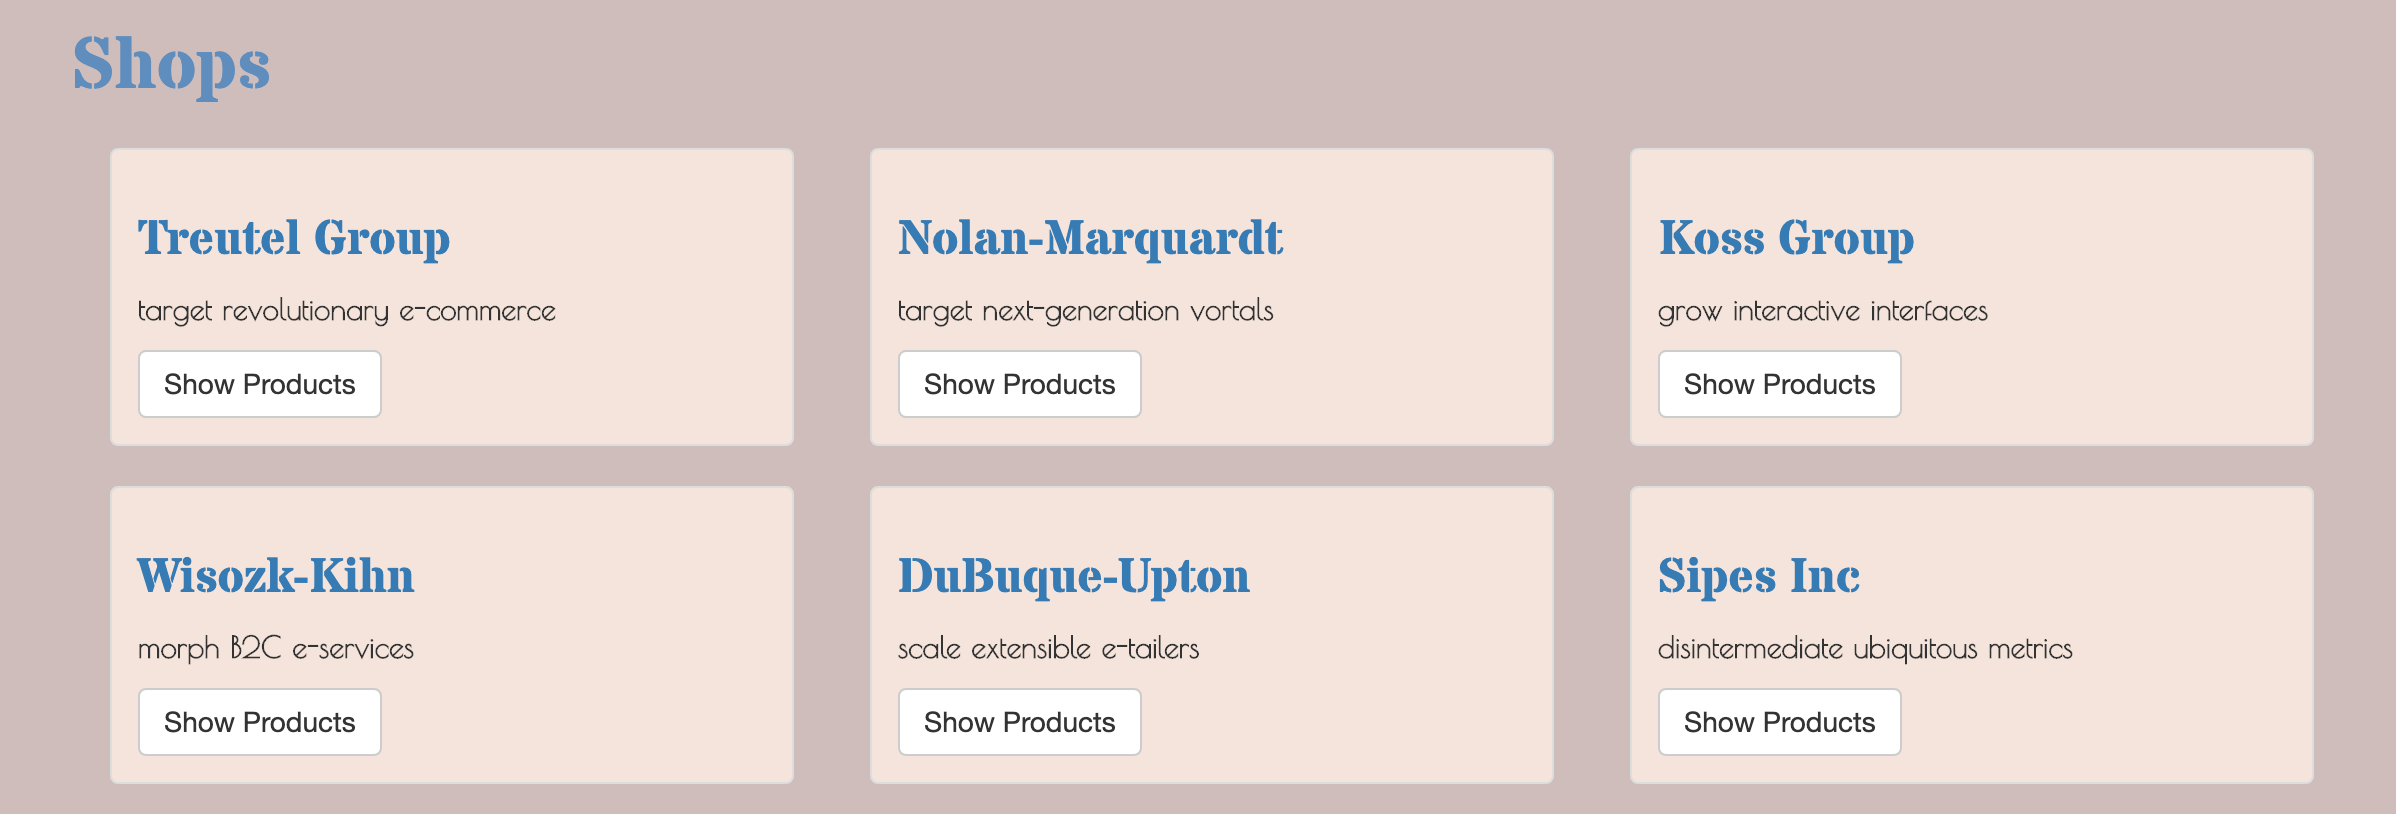 Shops
Treutel Group
target revolutionary e-commerce
Show Products
Nolan-Marquardt
target next-generation vortals
Show Products
Koss Group
grow interactive interfaces
Show Products
Wisozk-Kihn
morph B2C e-services
Show Products
DuBuque-Upton
scale extensible e-tailers
Show Products
Sipes Inc
disintermediate ubiquitous metrics
Show Products